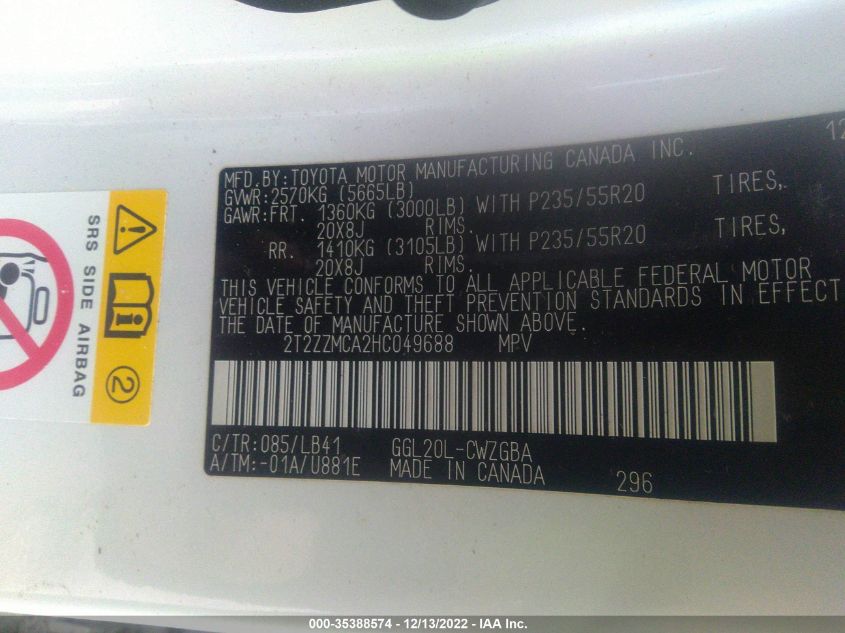 12
MFD.BY:TOYOTA MOTOR MANUFACTURING CANADA INC.
GVWR:2570KG (5665LB)
GAWR:FRT. 1360KG (3000LB) WITH P235/55R20 TIRES,
20X8J RIMS.
RR. 1410KG (3105LB) WITH P235/55R20 TIRES,
20X8J RIMS.
THIS VEHICLE CONFORMS TO ALL APPLICABLE FEDERAL MOTOR
VEHICLE SAFETY AND THEFT PREVENTION STANDARDS IN EFFECT
THE DATE OF MANUFACTURE SHOWN ABOVE.
2T2ZZMCA2HC049688 MPV
C/TR:085/LB41 GGL20L-CWZGBA
A/TM:-01A/U881E MADE IN CANADA 296
SRS SIDE AIRBAG
2
000-35388574 - 12/13/2022 - IAA Inc.